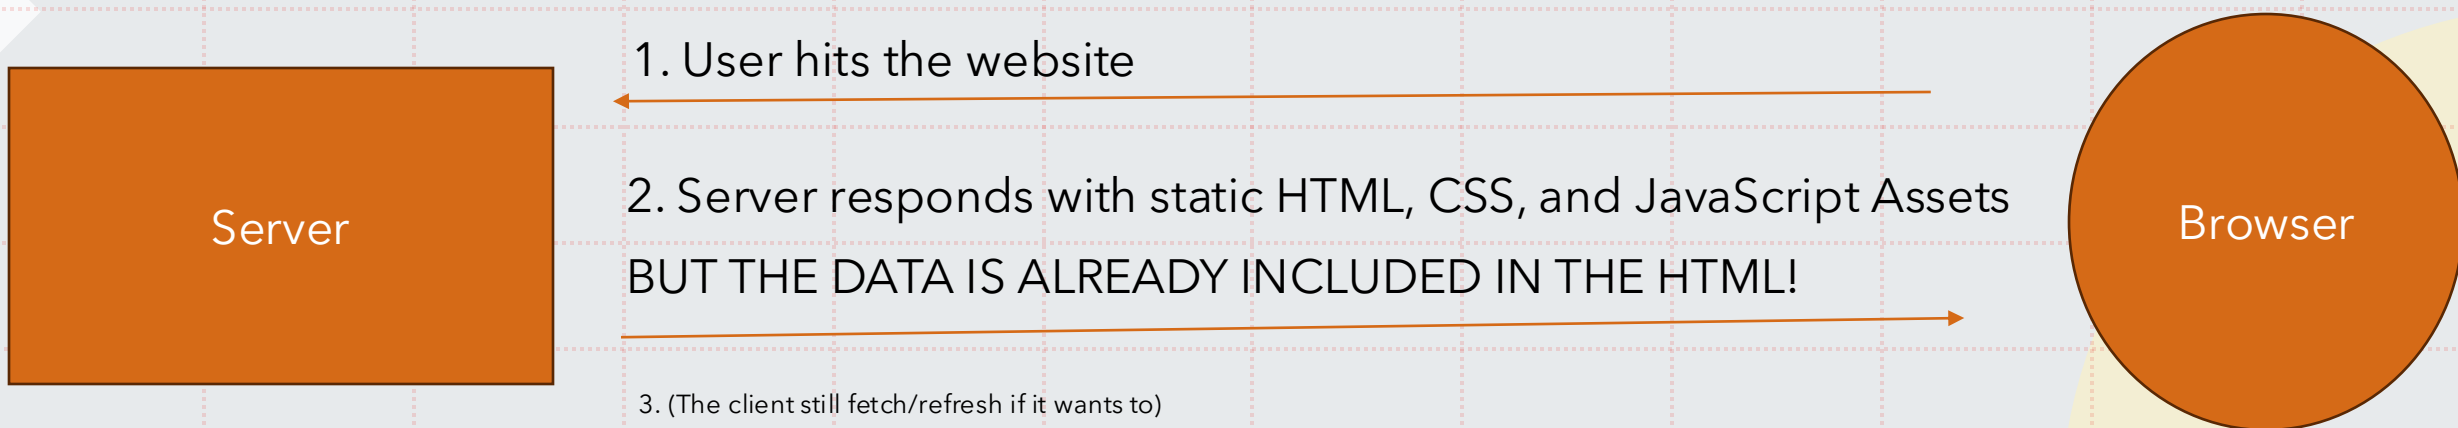 1. User hits the website
Server
2. Server responds with static HTML, CSS, and JavaScript Assets
BUT THE DATA IS ALREADY INCLUDED IN THE HTML!
Browser
3. (The client still fetch/refresh if it wants to)